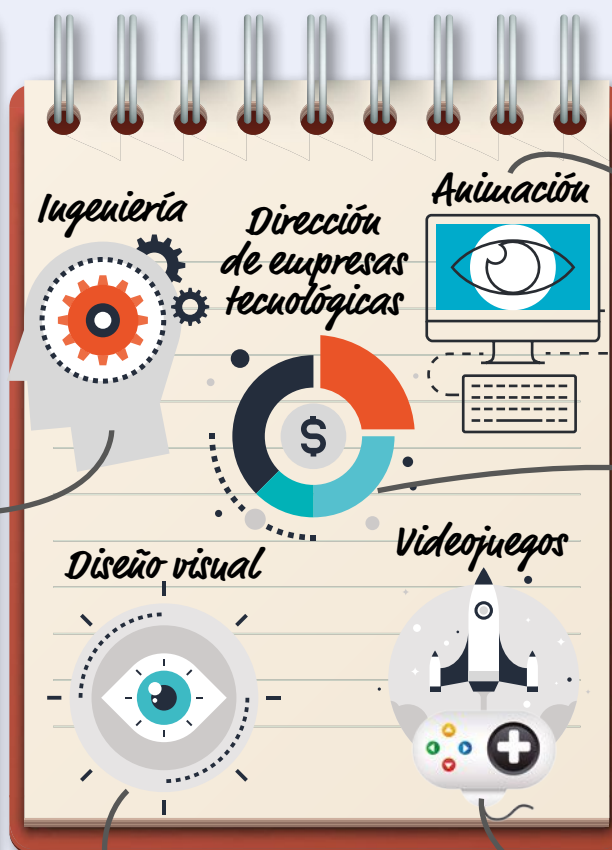 Ingeniería
Dirección
de empresas
tecnológicas
$
Animación
Diseño visual
Videojuegos